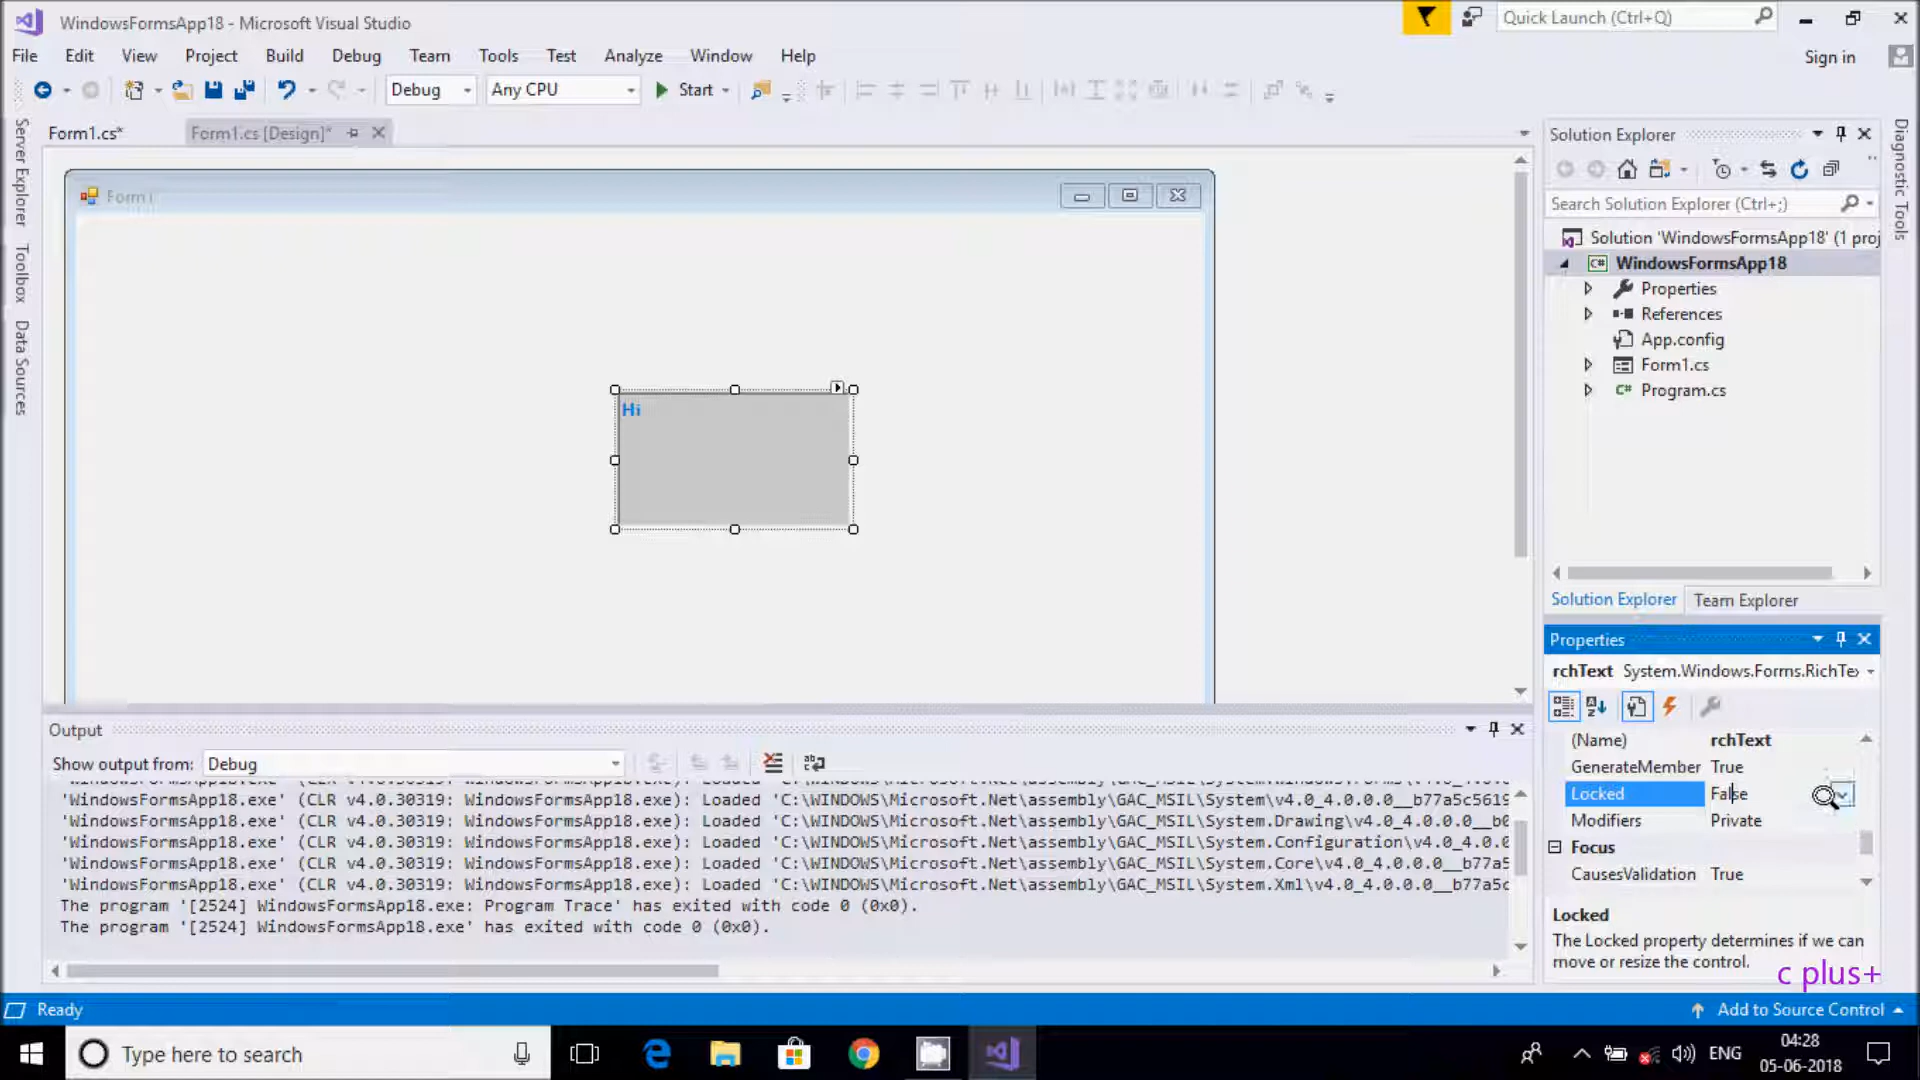 WindowsFormsApp18 - Microsoft Visual Studio
Quick Launch (Ctrl+Q)
File Edit View Project Build Debug Team Tools Test Analyze Window Help
Sign in
Debug Any CPU Start
Form1.cs* Form1.cs [Design]*
Server Explorer
Toolbox
Data Sources
Form1
Hi
Solution Explorer
Search Solution Explorer (Ctrl+;)
Solution 'WindowsFormsApp18' (1 proj
C# WindowsFormsApp18
Properties
References
App.config
Form1.cs
C# Program.cs
Solution Explorer Team Explorer
Diagnostic Tools
Properties
rchText System.Windows.Forms.RichTe
(Name) rchText
GenerateMember True
Locked False
Modifiers Private
Focus
CausesValidation True
Locked
The Locked property determines if we can
move or resize the control.
c plus+
Output
Show output from: Debug
'WindowsFormsApp18.exe' (CLR v4.0.30319: WindowsFormsApp18.exe): Loaded 'C:\WINDOWS\Microsoft.Net\assembly\GAC_MSIL\System\v4.0_4.0.0.0__b77a5c5619
'WindowsFormsApp18.exe' (CLR v4.0.30319: WindowsFormsApp18.exe): Loaded 'C:\WINDOWS\Microsoft.Net\assembly\GAC_MSIL\System.Drawing\v4.0_4.0.0.0__b0
'WindowsFormsApp18.exe' (CLR v4.0.30319: WindowsFormsApp18.exe): Loaded 'C:\WINDOWS\Microsoft.Net\assembly\GAC_MSIL\System.Configuration\v4.0_4.0.0
'WindowsFormsApp18.exe' (CLR v4.0.30319: WindowsFormsApp18.exe): Loaded 'C:\WINDOWS\Microsoft.Net\assembly\GAC_MSIL\System.Core\v4.0_4.0.0.0__b77a5
'WindowsFormsApp18.exe' (CLR v4.0.30319: WindowsFormsApp18.exe): Loaded 'C:\WINDOWS\Microsoft.Net\assembly\GAC_MSIL\System.Xml\v4.0_4.0.0.0__b77a5c
The program '[2524] WindowsFormsApp18.exe: Program Trace' has exited with code 0 (0x0).
The program '[2524] WindowsFormsApp18.exe' has exited with code 0 (0x0).
Ready
Add to Source Control
Type here to search
ENG
04:28
05-06-2018